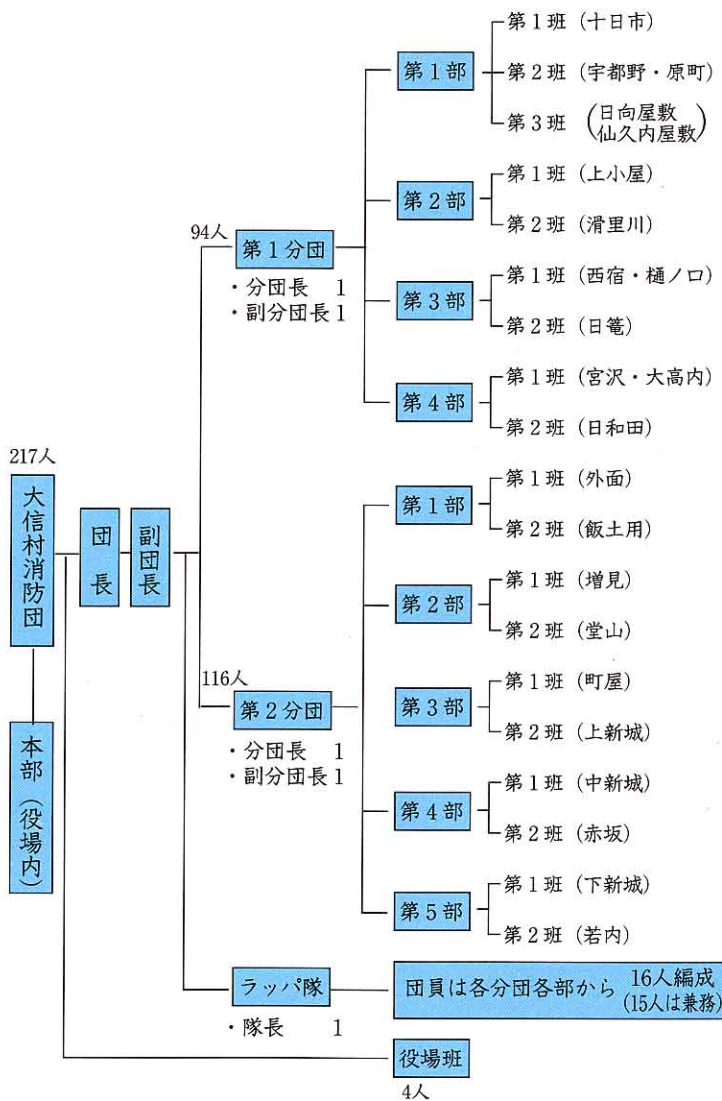 217人
大信村消防団
本部（役場内）
団長
副団長
94人
第1分団
・分団長 1
・副分団長 1
第1部
第1班（十日市）
第2班（宇都野・原町）
第3班（日向屋敷
仙久内屋敷）
第2部
第1班（上小屋）
第2班（滑里川）
第3部
第1班（西宿・樋ノ口）
第2班（日篭）
第4部
第1班（宮沢・大高内）
第2班（日和田）
116人
第2分団
・分団長 1
・副分団長 1
第1部
第1班（外面）
第2班（飯土用）
第2部
第1班（増見）
第2班（堂山）
第3部
第1班（町屋）
第2班（上新城）
第4部
第1班（中新城）
第2班（赤坂）
第5部
第1班（下新城）
第2班（若内）
ラッパ隊
・隊長 1
団員は各分団各部から 16人編成
（15人は兼務）
役場班
4人